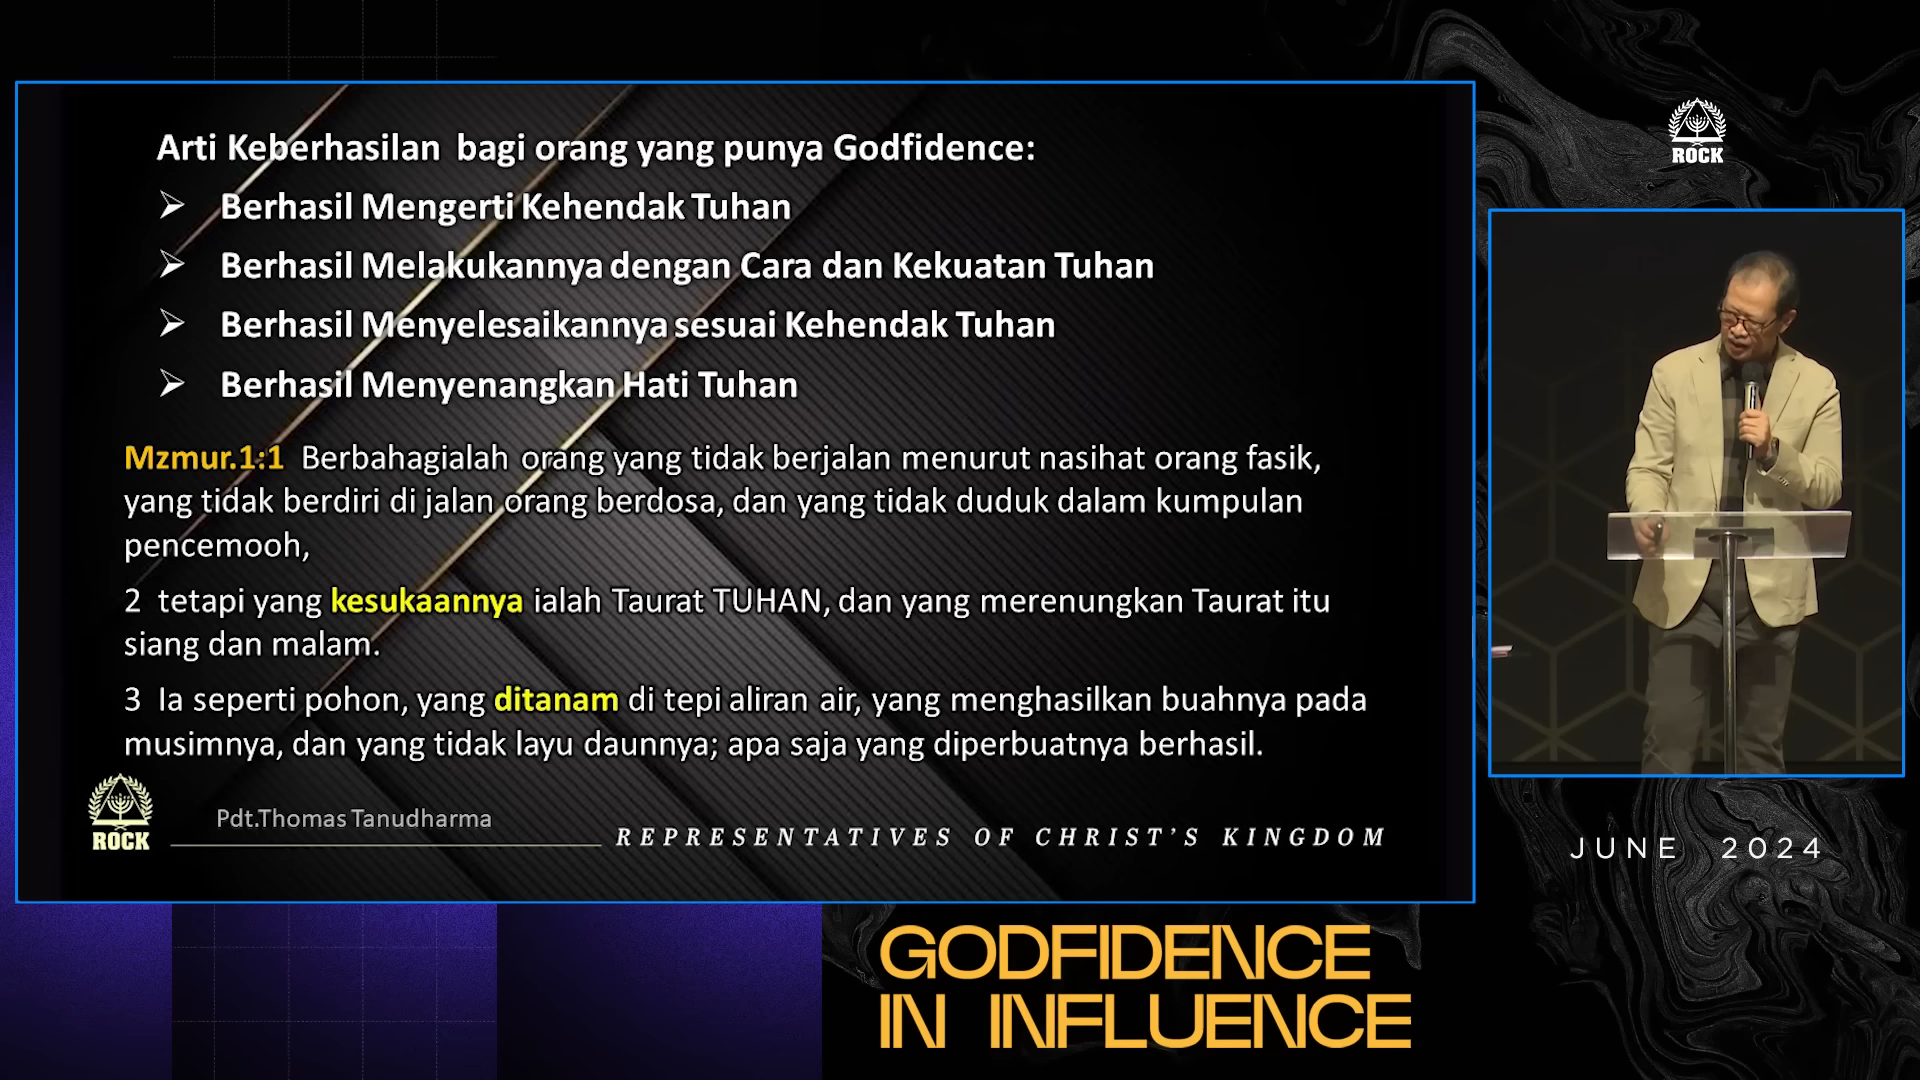 Arti Keberhasilan bagi orang yang punya Godfidence:
➢ Berhasil Mengerti Kehendak Tuhan
➢ Berhasil Melakukannya dengan Cara dan Kekuatan Tuhan
➢ Berhasil Menyelesaikannya sesuai Kehendak Tuhan
➢ Berhasil Menyenangkan Hati Tuhan
Mzmur.1:1 Berbahagialah orang yang tidak berjalan menurut nasihat orang fasik,
yang tidak berdiri di jalan orang berdosa, dan yang tidak duduk dalam kumpulan
pencemooh,
2 tetapi yang kesukaannya ialah Taurat TUHAN, dan yang merenungkan Taurat itu
siang dan malam.
3 Ia seperti pohon, yang ditanam di tepi aliran air, yang menghasilkan buahnya pada
musimnya, dan yang tidak layu daunnya; apa saja yang diperbuatnya berhasil.
ROCK
Pdt.Thomas Tanudharma
REPRESENTATIVES OF CHRIST'S KINGDOM
ROCK
JUNE 2024
GODFIDENCE
IN INFLUENCE